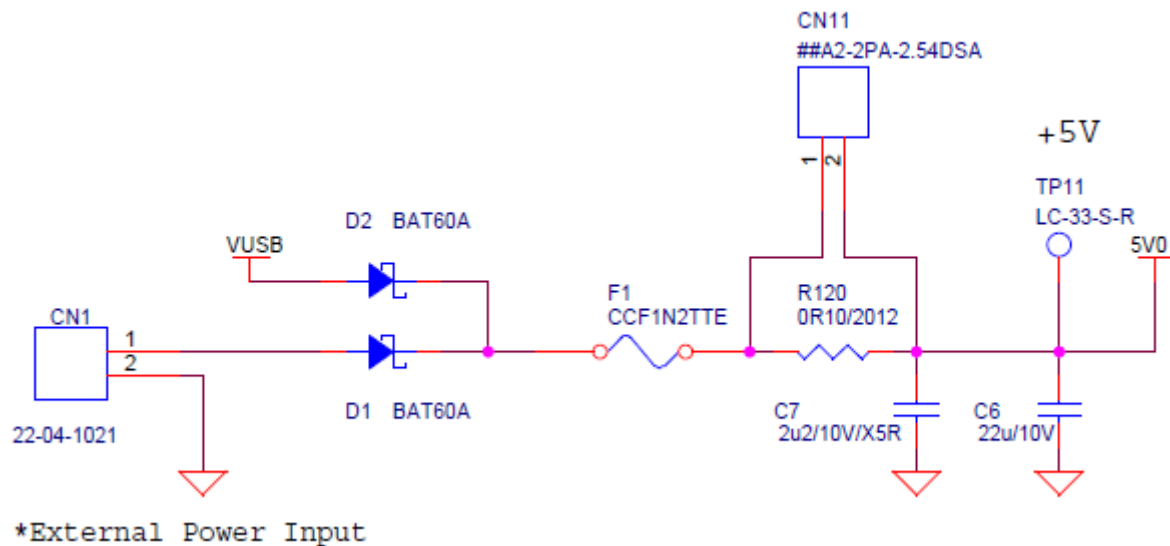 CN11
##A2-2PA-2.54DSA
1
2
+5V
TP11
LC-33-S-R
5V0
D2 BAT60A
VUSB
F1
CCF1N2TTE
R120
0R10/2012
CN1
1
2
22-04-1021
D1 BAT60A
C7
2u2/10V/X5R
C6
22u/10V
*External Power Input